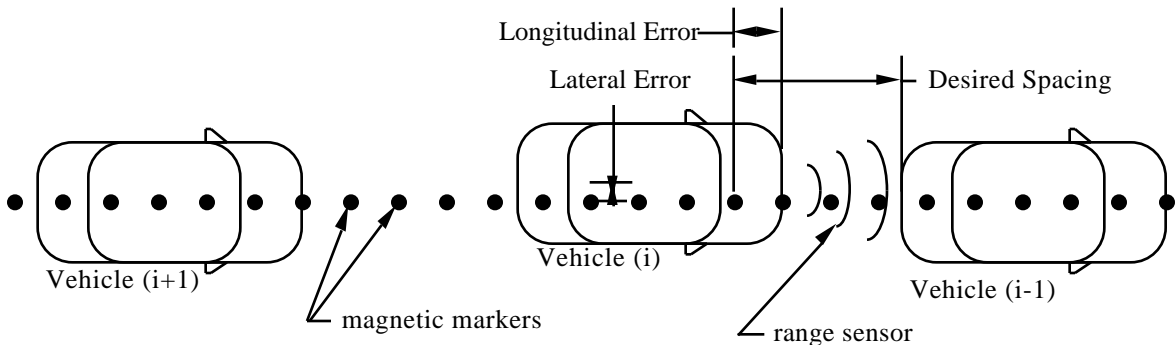 Longitudinal Error
Lateral Error
Desired Spacing
Vehicle (i+1)
Vehicle (i)
Vehicle (i-1)
magnetic markers
range sensor